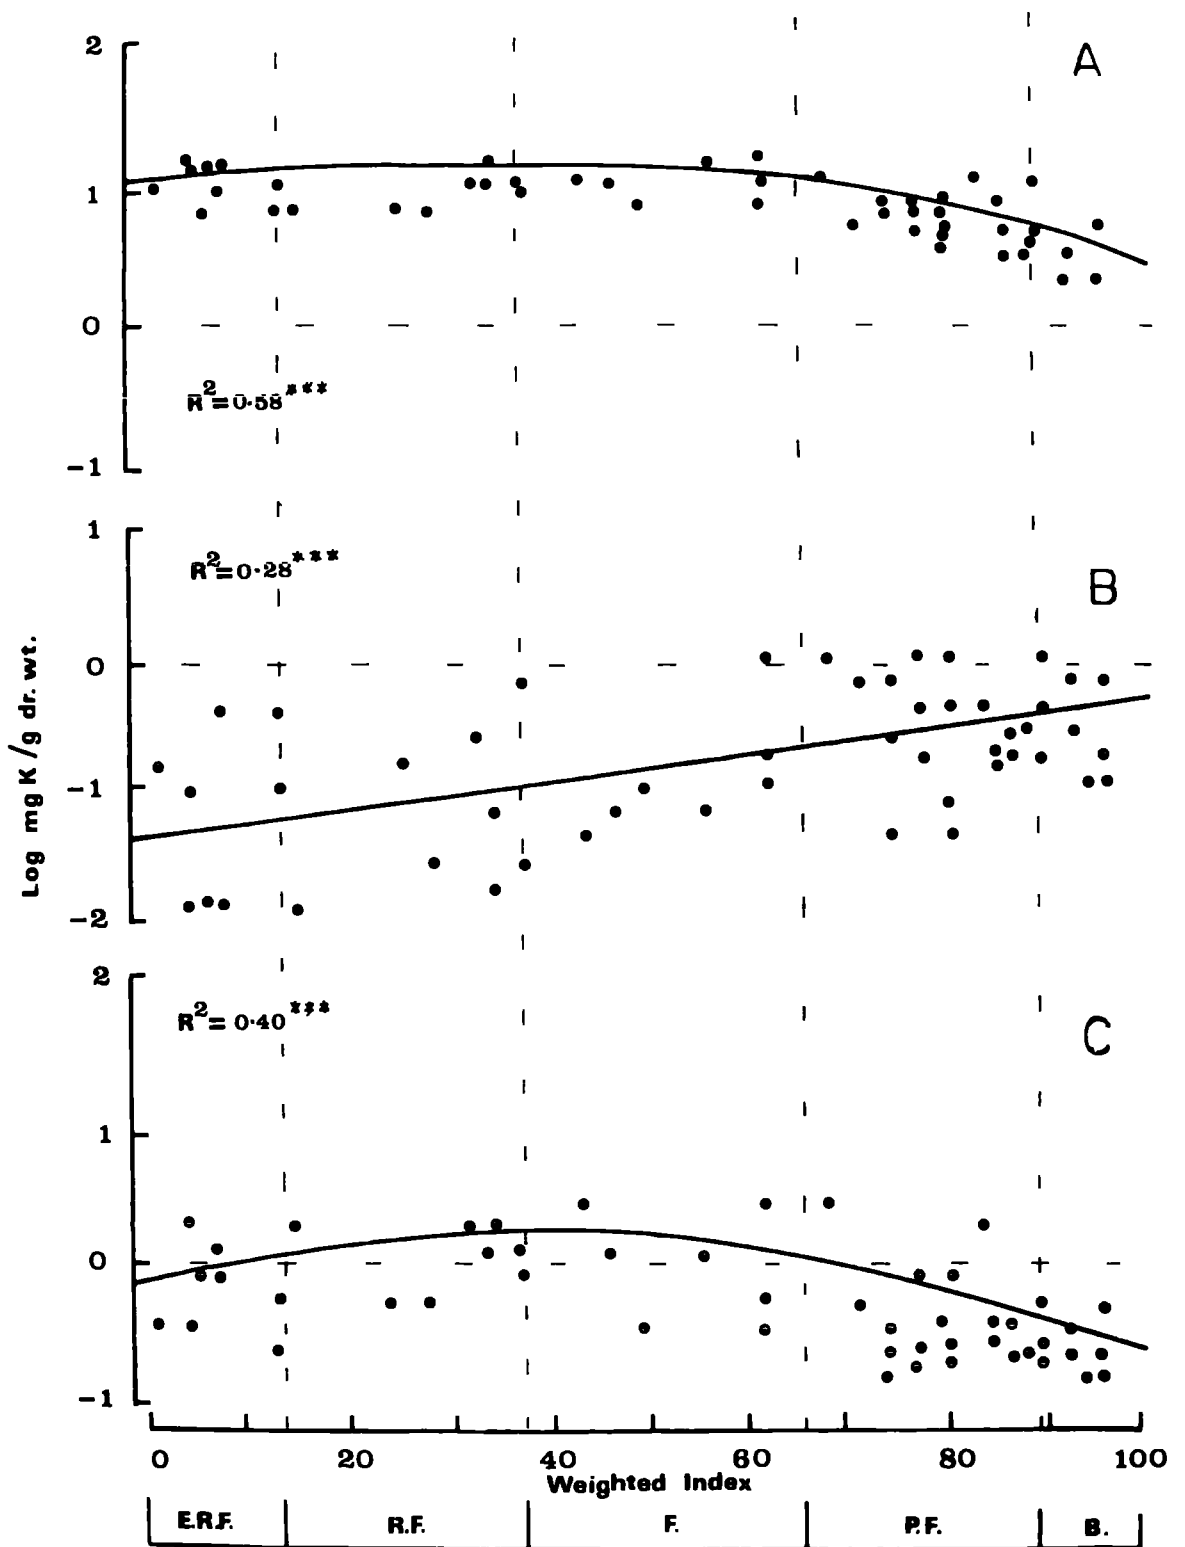 2
A
1
0
R²=0·58***
-1
1
R²=0·28***
B
0
-1
-2
Log mg K/g dr. wt.
2
R²= 0·40***
C
1
0
-1
0 20 40 60 80 100
Weighted Index
E.R.F. R.F. F. P.F. B.